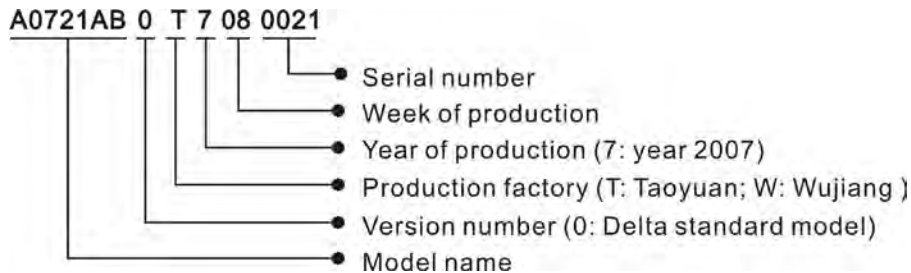 A0721AB 0 T 7 08 0021
Serial number
Week of production
Year of production (7: year 2007)
Production factory (T: Taoyuan; W: Wujiang )
Version number (0: Delta standard model)
Model name